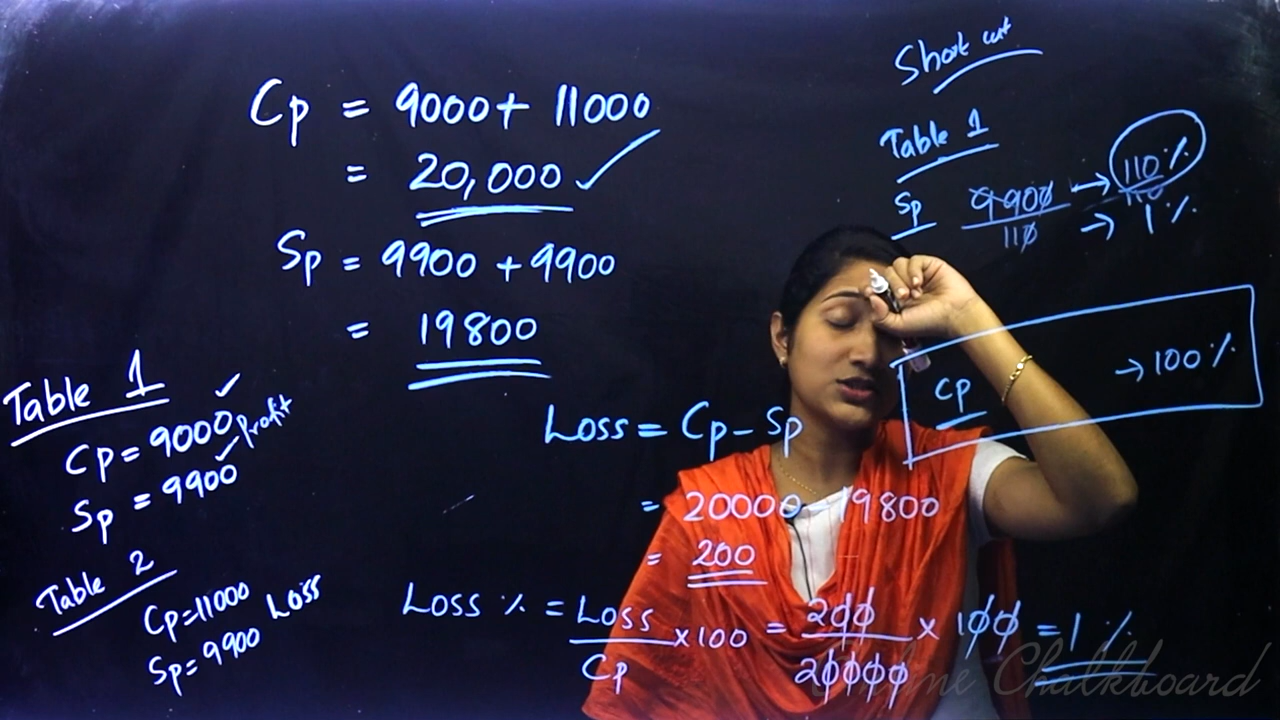 Cp = 9000 + 11000
= 20,000 ✓
Sp = 9900 + 9900
= 19800
Table 1
Cp = 9000 ✓
Sp = 9900 ✓ Profit
Table 2
Cp = 11000
Sp = 9900 Loss
Loss = Cp - Sp
= 20000 - 19800
= 200
Loss % = Loss / Cp × 100 = 200 / 20000 × 100 = 1 %
Short cut
Table 1
Sp 9900 / 110 → 110 % / 110
→ 1 %
Cp → 100 %
Online Chalkboard